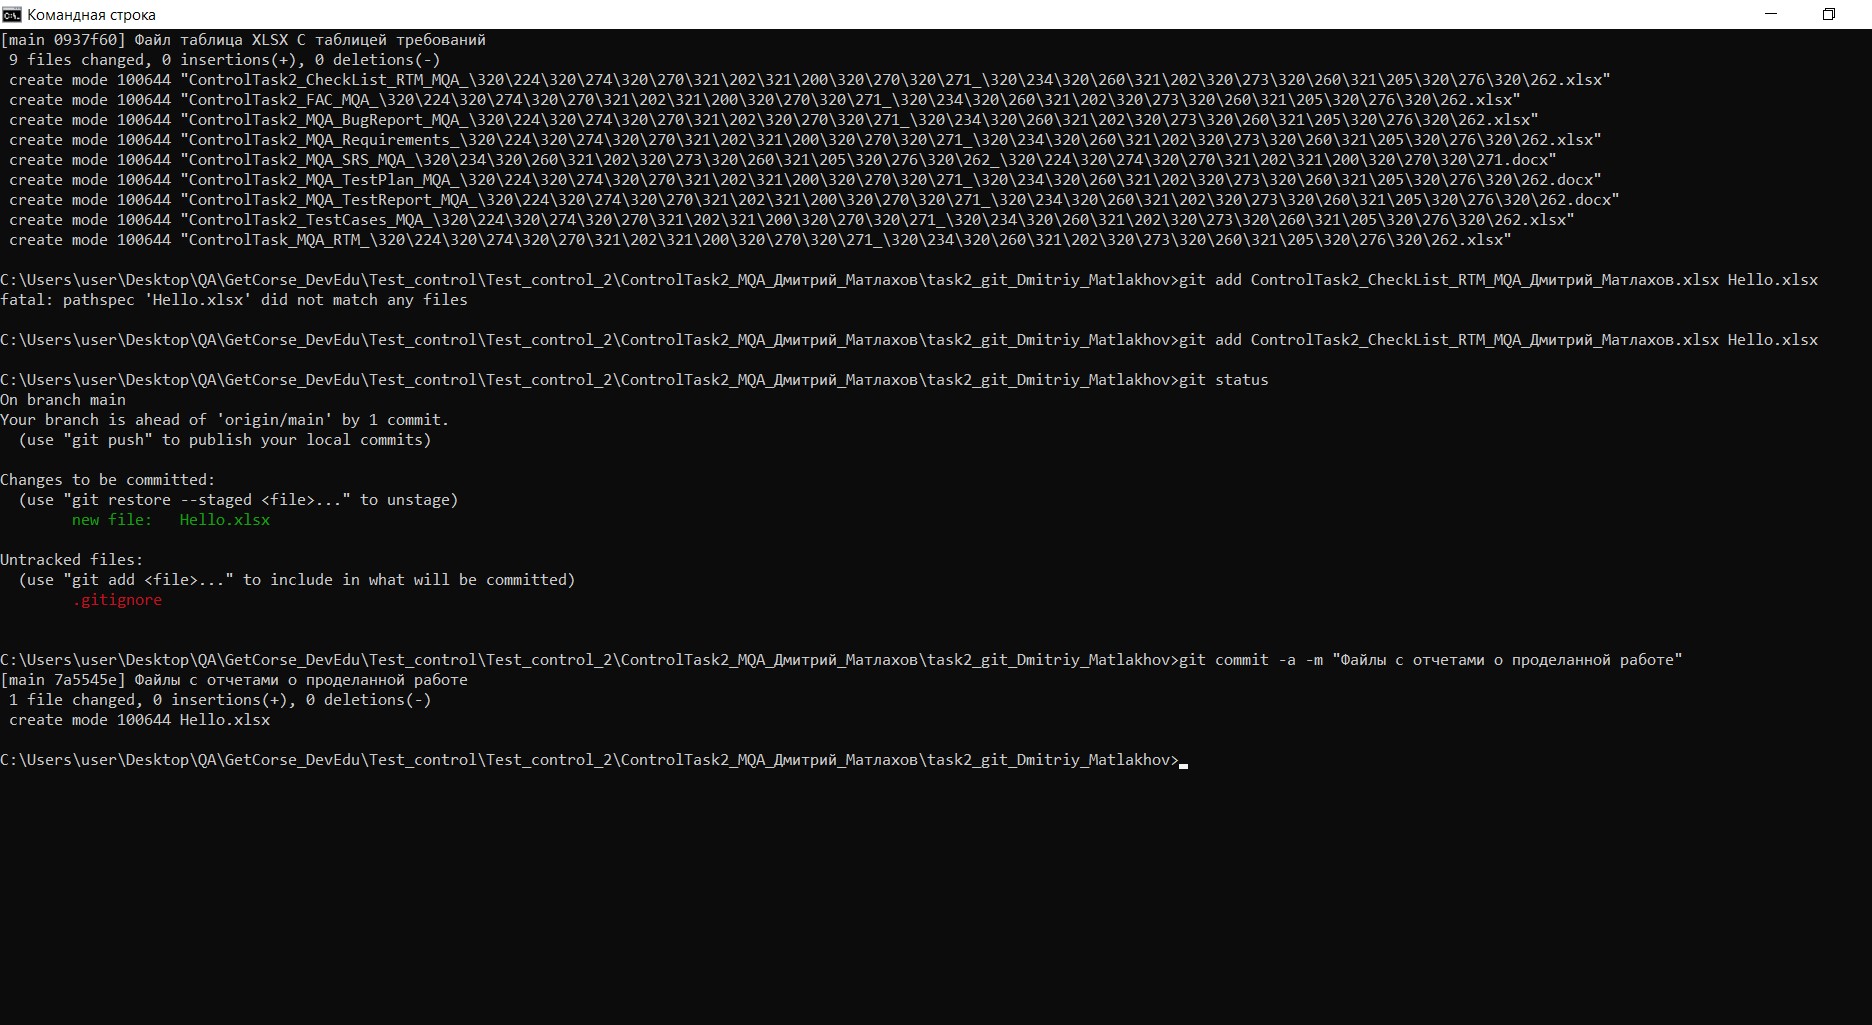 Командная строка
[main 0937f60] Файл таблица XLSX С таблицей требований
 9 files changed, 0 insertions(+), 0 deletions(-)
 create mode 100644 "ControlTask2_CheckList_RTM_MQA_\320\224\320\274\320\270\321\202\321\200\320\270\320\271_\320\234\320\260\321\202\320\273\320\260\321\205\320\276\320\262.xlsx"
 create mode 100644 "ControlTask2_FAC_MQA_\320\224\320\274\320\270\321\202\321\200\320\270\320\271_\320\234\320\260\321\202\320\273\320\260\321\205\320\276\320\262.xlsx"
 create mode 100644 "ControlTask2_MQA_BugReport_MQA_\320\224\320\274\320\270\321\202\320\270\320\271_\320\234\320\260\321\202\320\273\320\260\321\205\320\276\320\262.xlsx"
 create mode 100644 "ControlTask2_MQA_Requirements_\320\224\320\274\320\270\321\202\321\200\320\270\320\271_\320\234\320\260\321\202\320\273\320\260\321\205\320\276\320\262.xlsx"
 create mode 100644 "ControlTask2_MQA_SRS_MQA_\320\234\320\260\321\202\320\273\320\260\321\205\320\276\320\262_\320\224\320\274\320\270\321\202\321\200\320\270\320\271.docx"
 create mode 100644 "ControlTask2_MQA_TestPlan_MQA_\320\224\320\274\320\270\321\202\321\200\320\270\320\271_\320\234\320\260\321\202\320\273\320\260\321\205\320\276\320\262.docx"
 create mode 100644 "ControlTask2_MQA_TestReport_MQA_\320\224\320\274\320\270\321\202\321\200\320\270\320\271_\320\234\320\260\321\202\320\273\320\260\321\205\320\276\320\262.docx"
 create mode 100644 "ControlTask2_TestCases_MQA_\320\224\320\274\320\270\321\202\321\200\320\270\320\271_\320\234\320\260\321\202\320\273\320\260\321\205\320\276\320\262.xlsx"
 create mode 100644 "ControlTask_MQA_RTM_\320\224\320\274\320\270\321\202\321\200\320\270\320\271_\320\234\320\260\321\202\320\273\320\260\321\205\320\276\320\262.xlsx"
C:\Users\user\Desktop\QA\GetCorse_DevEdu\Test_control\Test_control_2\ControlTask2_MQA_Дмитрий_Матлахов\task2_git_Dmitriy_Matlakhov>git add ControlTask2_CheckList_RTM_MQA_Дмитрий_Матлахов.xlsx Hello.xlsx
fatal: pathspec 'Hello.xlsx' did not match any files
C:\Users\user\Desktop\QA\GetCorse_DevEdu\Test_control\Test_control_2\ControlTask2_MQA_Дмитрий_Матлахов\task2_git_Dmitriy_Matlakhov>git add ControlTask2_CheckList_RTM_MQA_Дмитрий_Матлахов.xlsx Hello.xlsx
C:\Users\user\Desktop\QA\GetCorse_DevEdu\Test_control\Test_control_2\ControlTask2_MQA_Дмитрий_Матлахов\task2_git_Dmitriy_Matlakhov>git status
On branch main
Your branch is ahead of 'origin/main' by 1 commit.
  (use "git push" to publish your local commits)
Changes to be committed:
  (use "git restore --staged <file>..." to unstage)
        new file:   Hello.xlsx
Untracked files:
  (use "git add <file>..." to include in what will be committed)
        .gitignore
C:\Users\user\Desktop\QA\GetCorse_DevEdu\Test_control\Test_control_2\ControlTask2_MQA_Дмитрий_Матлахов\task2_git_Dmitriy_Matlakhov>git commit -a -m "Файлы с отчетами о проделанной работе"
[main 7a5545e] Файлы с отчетами о проделанной работе
 1 file changed, 0 insertions(+), 0 deletions(-)
 create mode 100644 Hello.xlsx
C:\Users\user\Desktop\QA\GetCorse_DevEdu\Test_control\Test_control_2\ControlTask2_MQA_Дмитрий_Матлахов\task2_git_Dmitriy_Matlakhov>